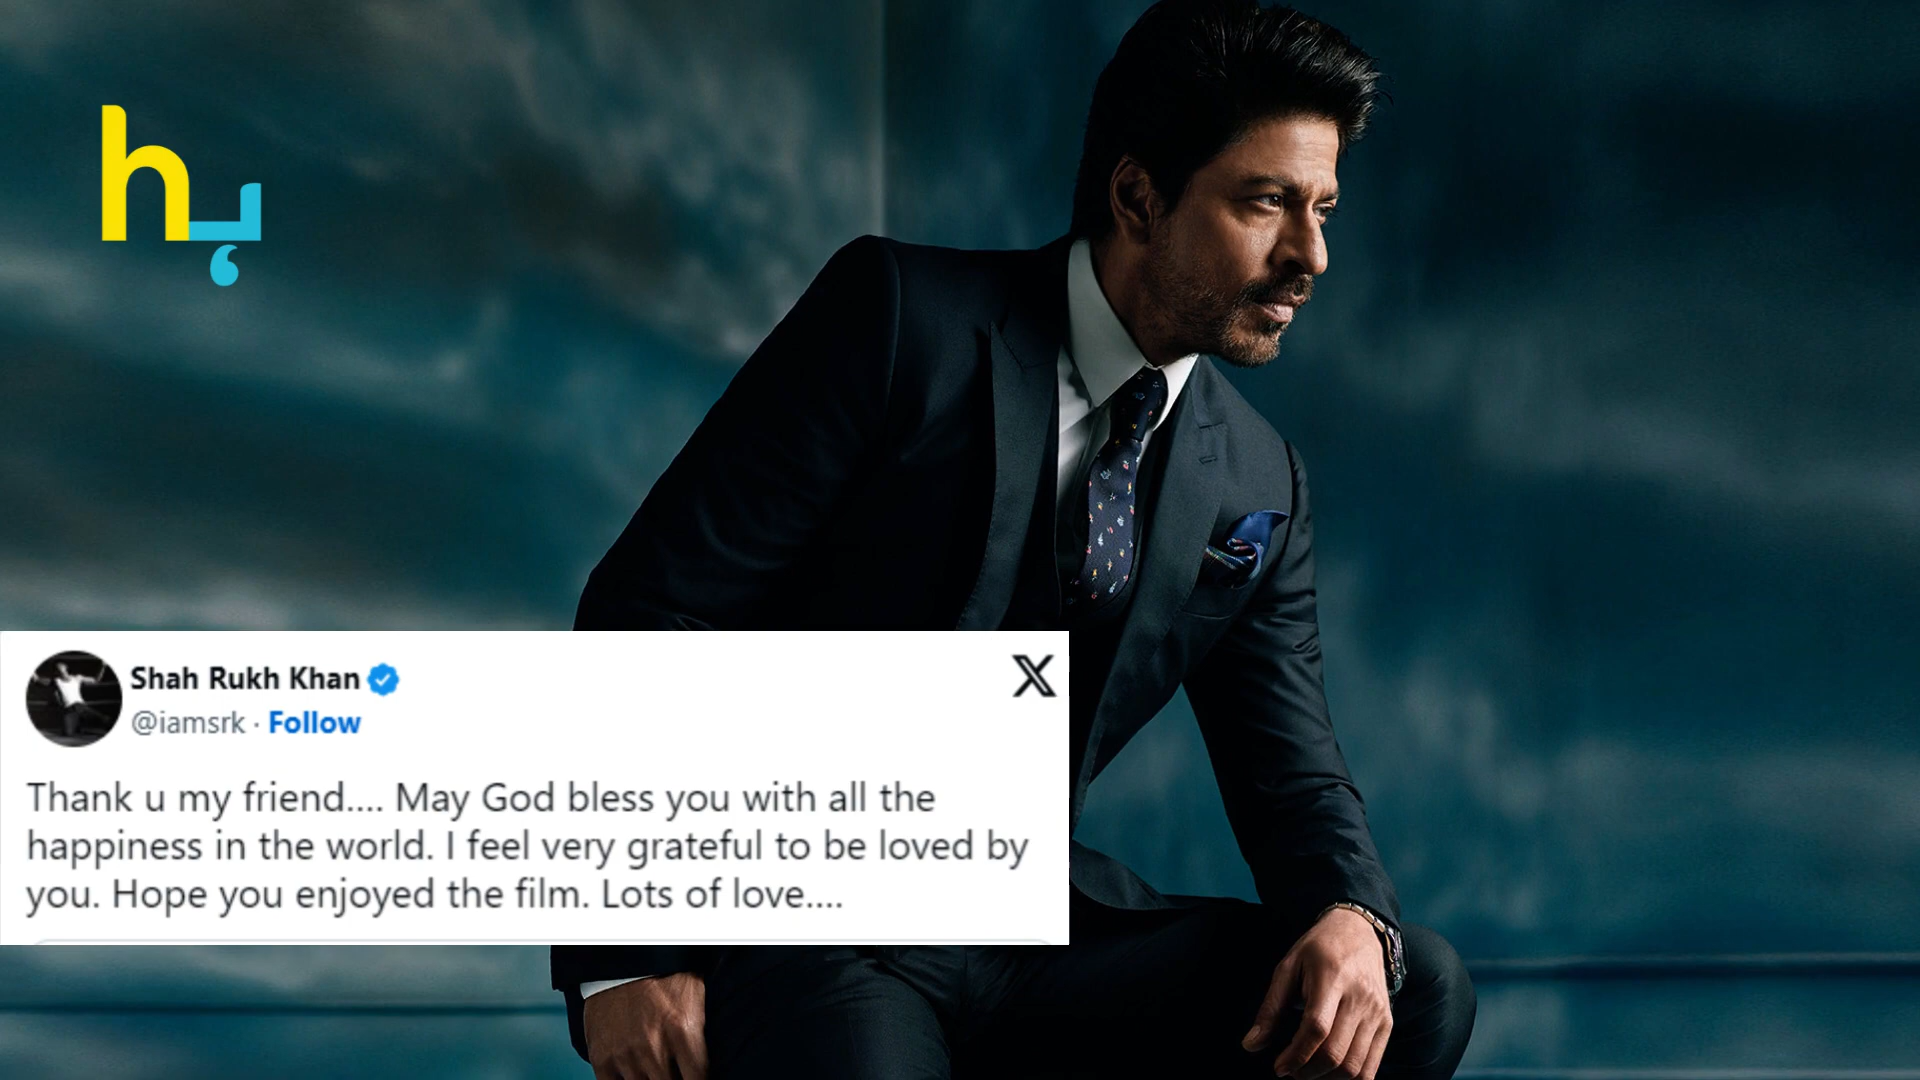 hب
Shah Rukh Khan
@iamsrk · Follow
Thank u my friend.... May God bless you with all the
happiness in the world. I feel very grateful to be loved by
you. Hope you enjoyed the film. Lots of love....